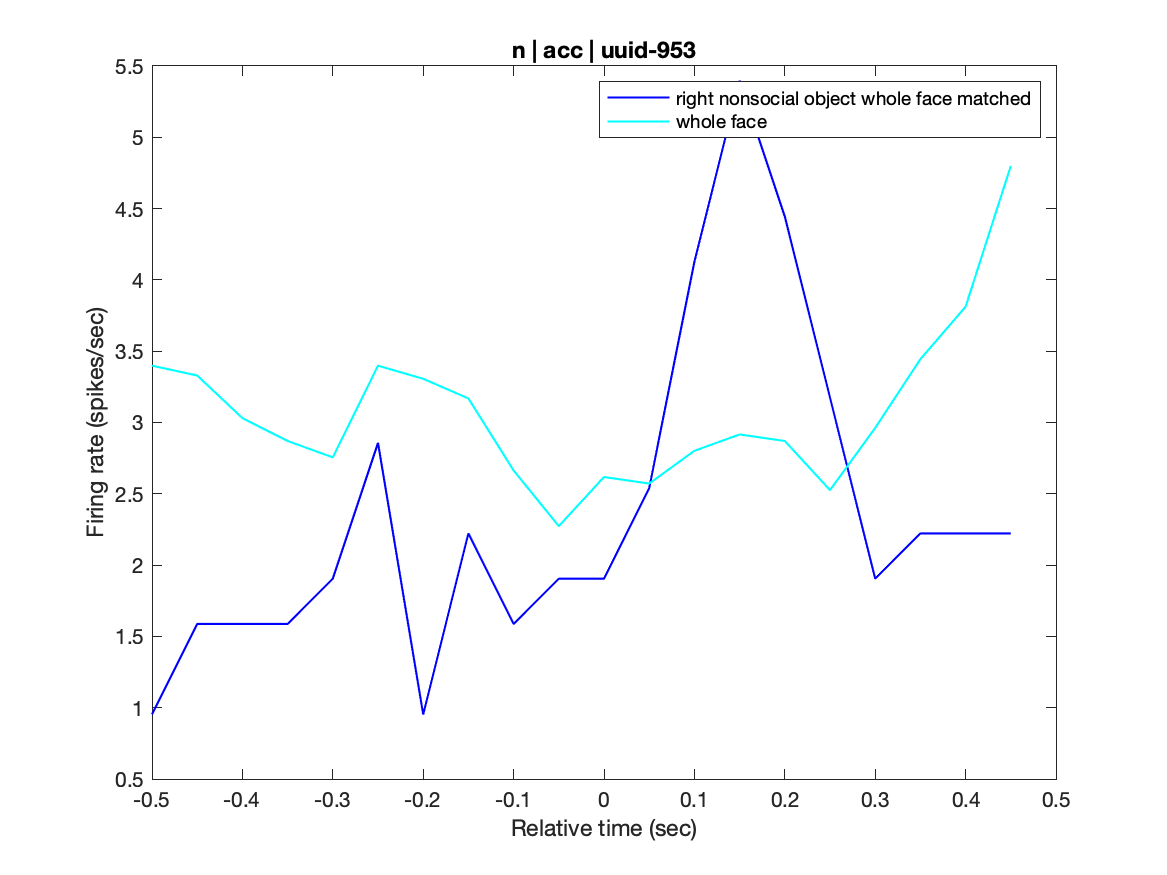 n | acc | uuid-953
right nonsocial object whole face matched
whole face
5.5
5
4.5
4
3.5
3
2.5
2
1.5
1
0.5
Firing rate (spikes/sec)
-0.5 -0.4 -0.3 -0.2 -0.1 0 0.1 0.2 0.3 0.4 0.5
Relative time (sec)